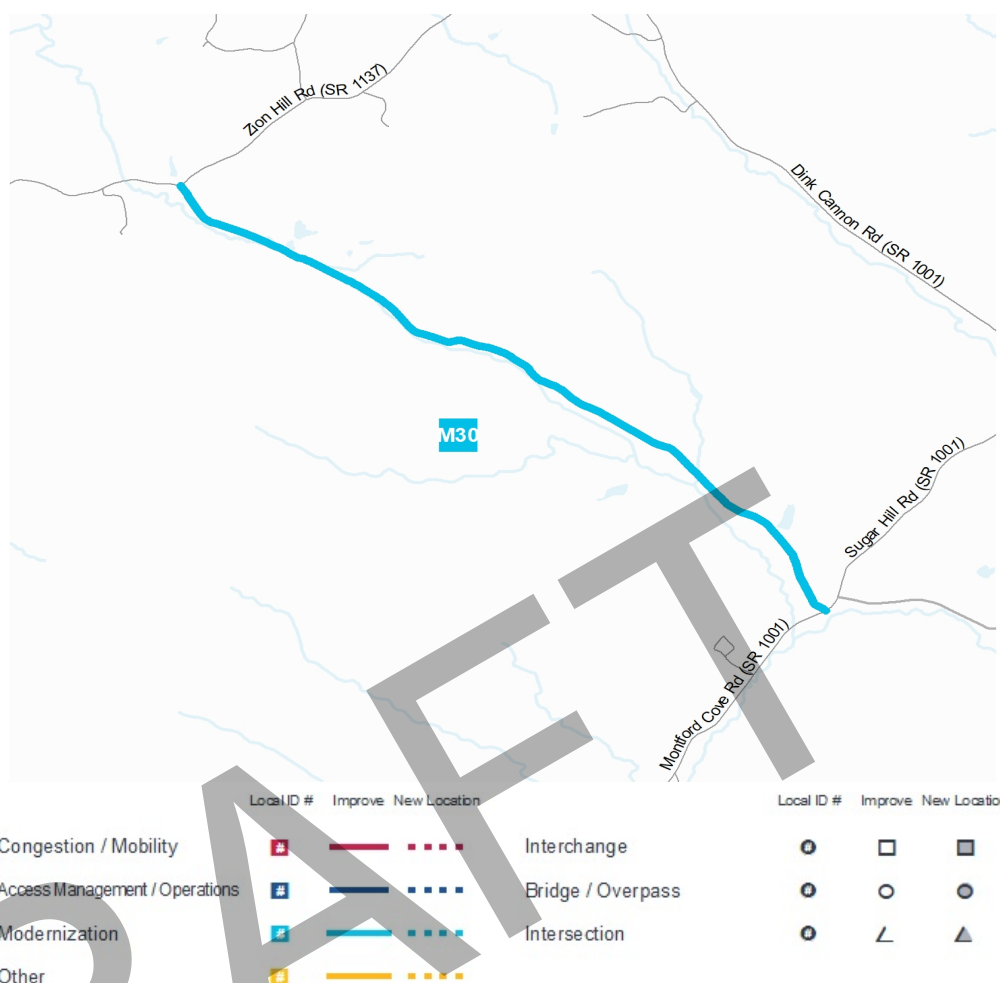 Zion Hill Rd (SR 1137)
Dink Cannon Rd (SR 1001)
M30
Sugar Hill Rd (SR 1001)
Montford Cove Rd (SR 1001)
RAFT
Local ID # Improve New Location
Congestion / Mobility #
Access Management / Operations #
Modernization #
Other #
Local ID # Improve New Locatio
Interchange #
Bridge / Overpass #
Intersection #